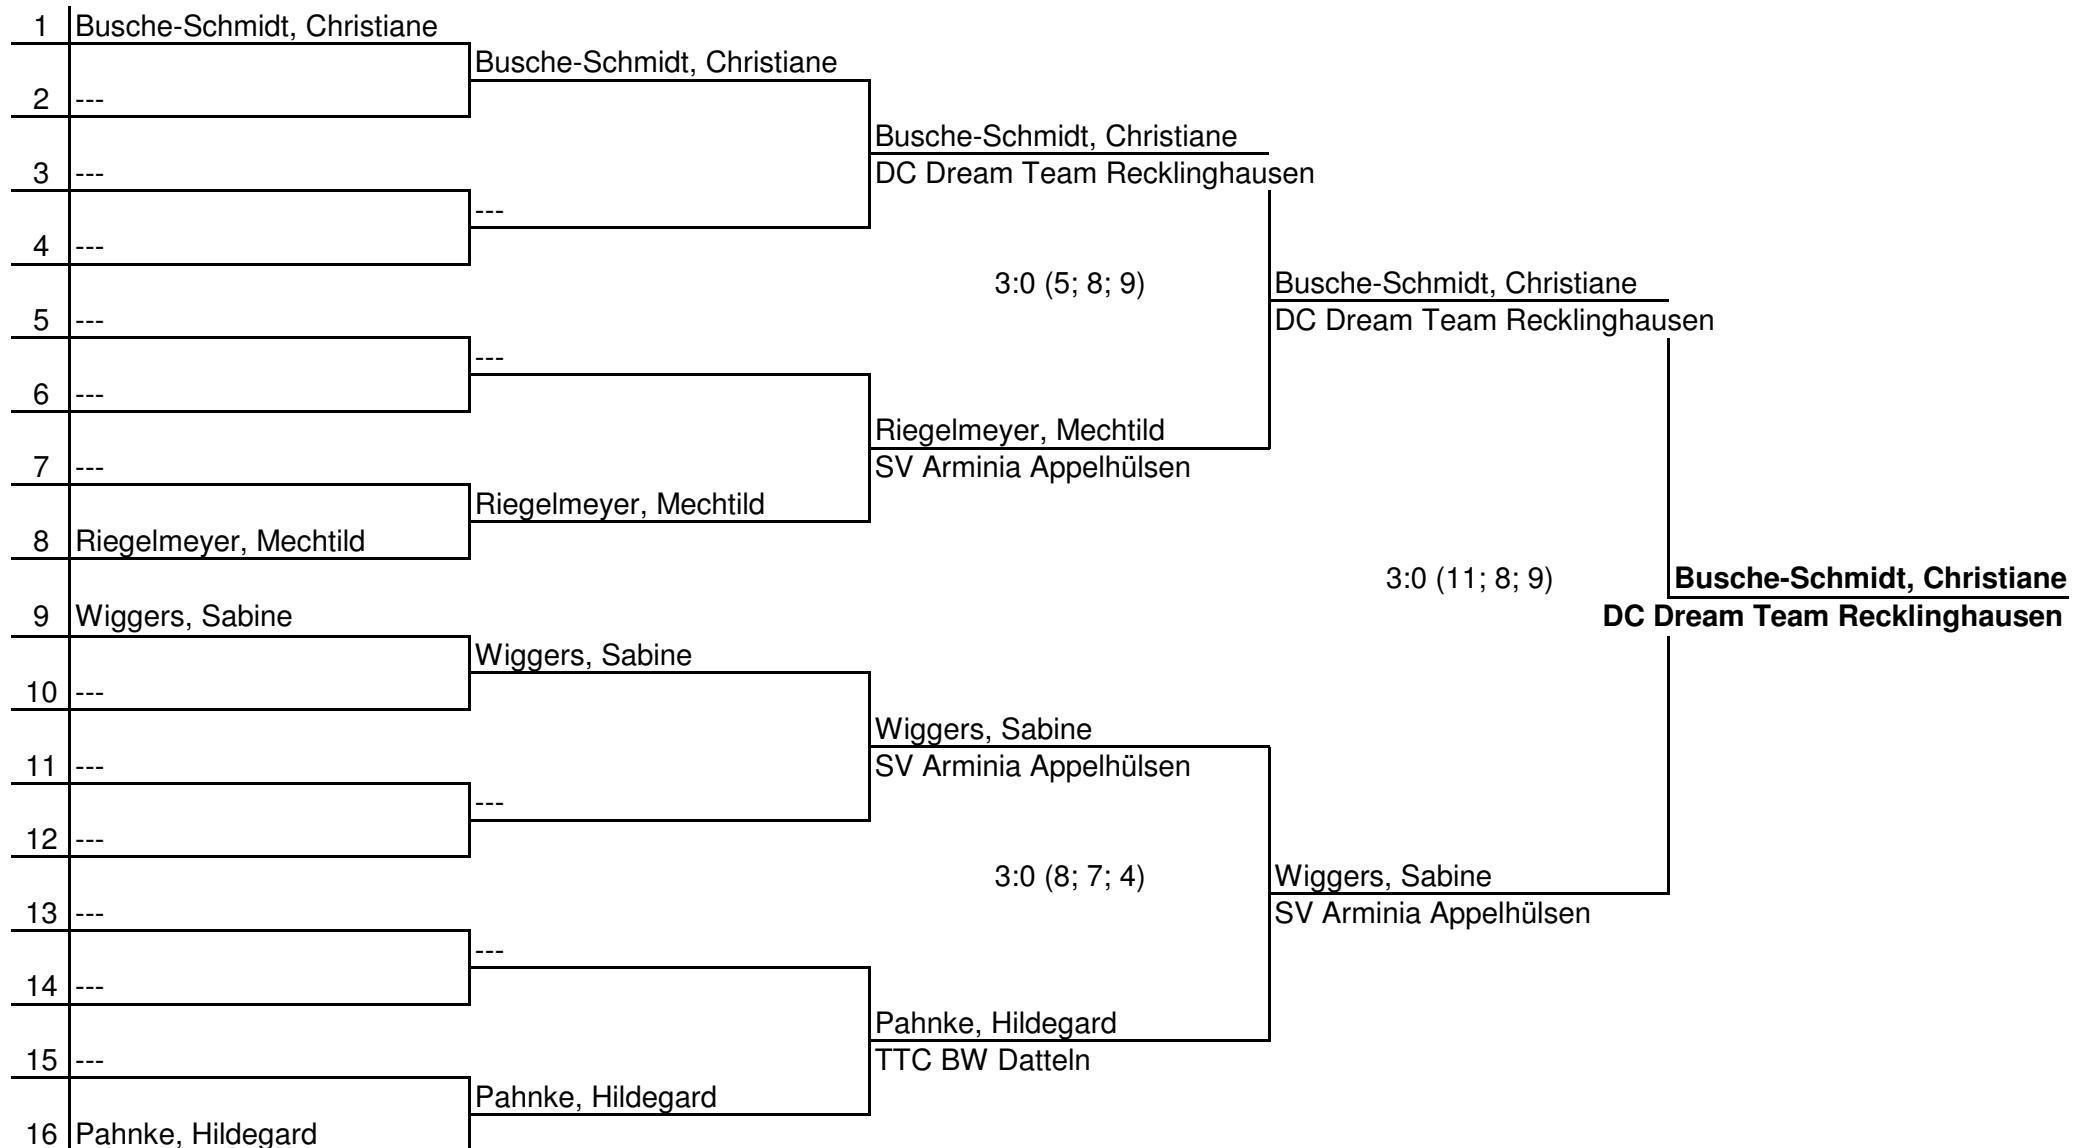 1 Busche-Schmidt, Christiane
Busche-Schmidt, Christiane
2 ---
Busche-Schmidt, Christiane
3 --- DC Dream Team Recklinghausen
---
4 ---
3:0 (5; 8; 9) Busche-Schmidt, Christiane
5 --- DC Dream Team Recklinghausen
---
6 ---
Riegelmeyer, Mechtild
7 --- SV Arminia Appelhülsen
Riegelmeyer, Mechtild
8 Riegelmeyer, Mechtild
3:0 (11; 8; 9) Busche-Schmidt, Christiane
9 Wiggers, Sabine DC Dream Team Recklinghausen
Wiggers, Sabine
10 ---
Wiggers, Sabine
11 --- SV Arminia Appelhülsen
---
12 ---
3:0 (8; 7; 4) Wiggers, Sabine
13 --- SV Arminia Appelhülsen
---
14 ---
Pahnke, Hildegard
15 --- TTC BW Datteln
Pahnke, Hildegard
16 Pahnke, Hildegard